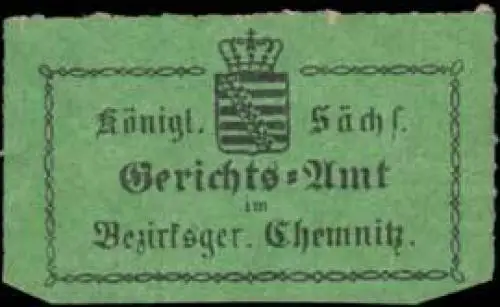 Königl. Sächs.
Gerichts=Amt
im
Bezirksger. Chemnitz.